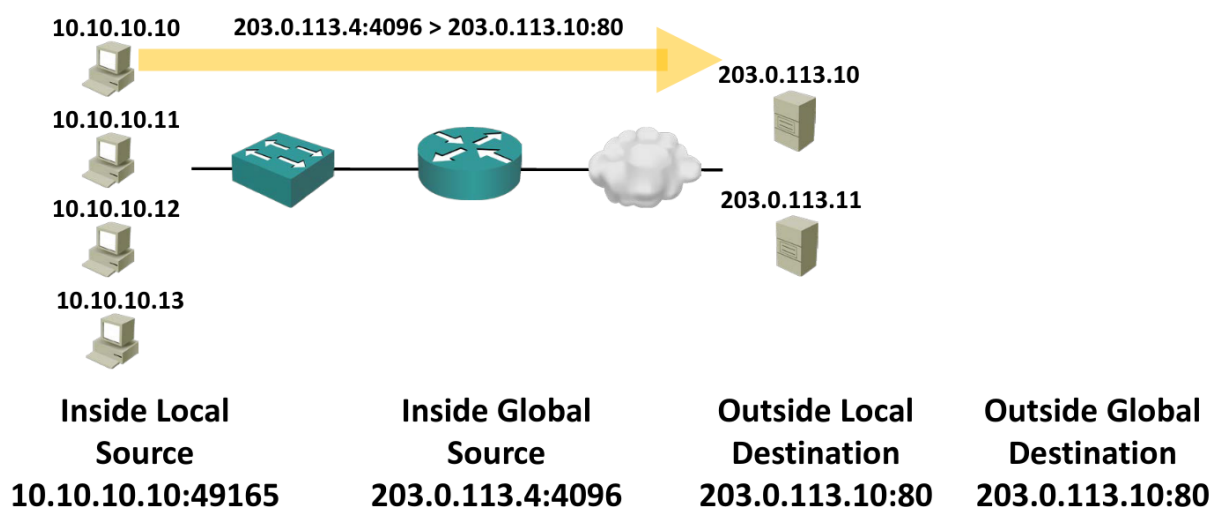 10.10.10.10
203.0.113.4:4096 > 203.0.113.10:80
203.0.113.10
10.10.10.11
10.10.10.12
203.0.113.11
10.10.10.13
Inside Local
Source
10.10.10.10:49165
Inside Global
Source
203.0.113.4:4096
Outside Local
Destination
203.0.113.10:80
Outside Global
Destination
203.0.113.10:80